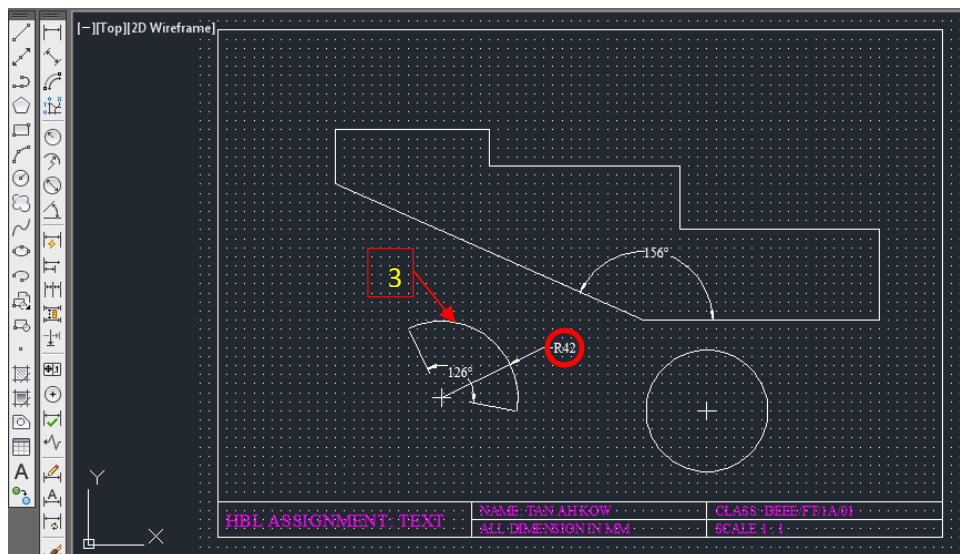 [−][Top][2D Wireframe]
156°
3
R42
126°
HBL ASSIGNMENT: TEXT
NAME: TAN AH KOW
CLASS: DEEE/FT/1A/01
ALL DIMENSION IN MM
SCALE 1 : 1
Y
X
A
A